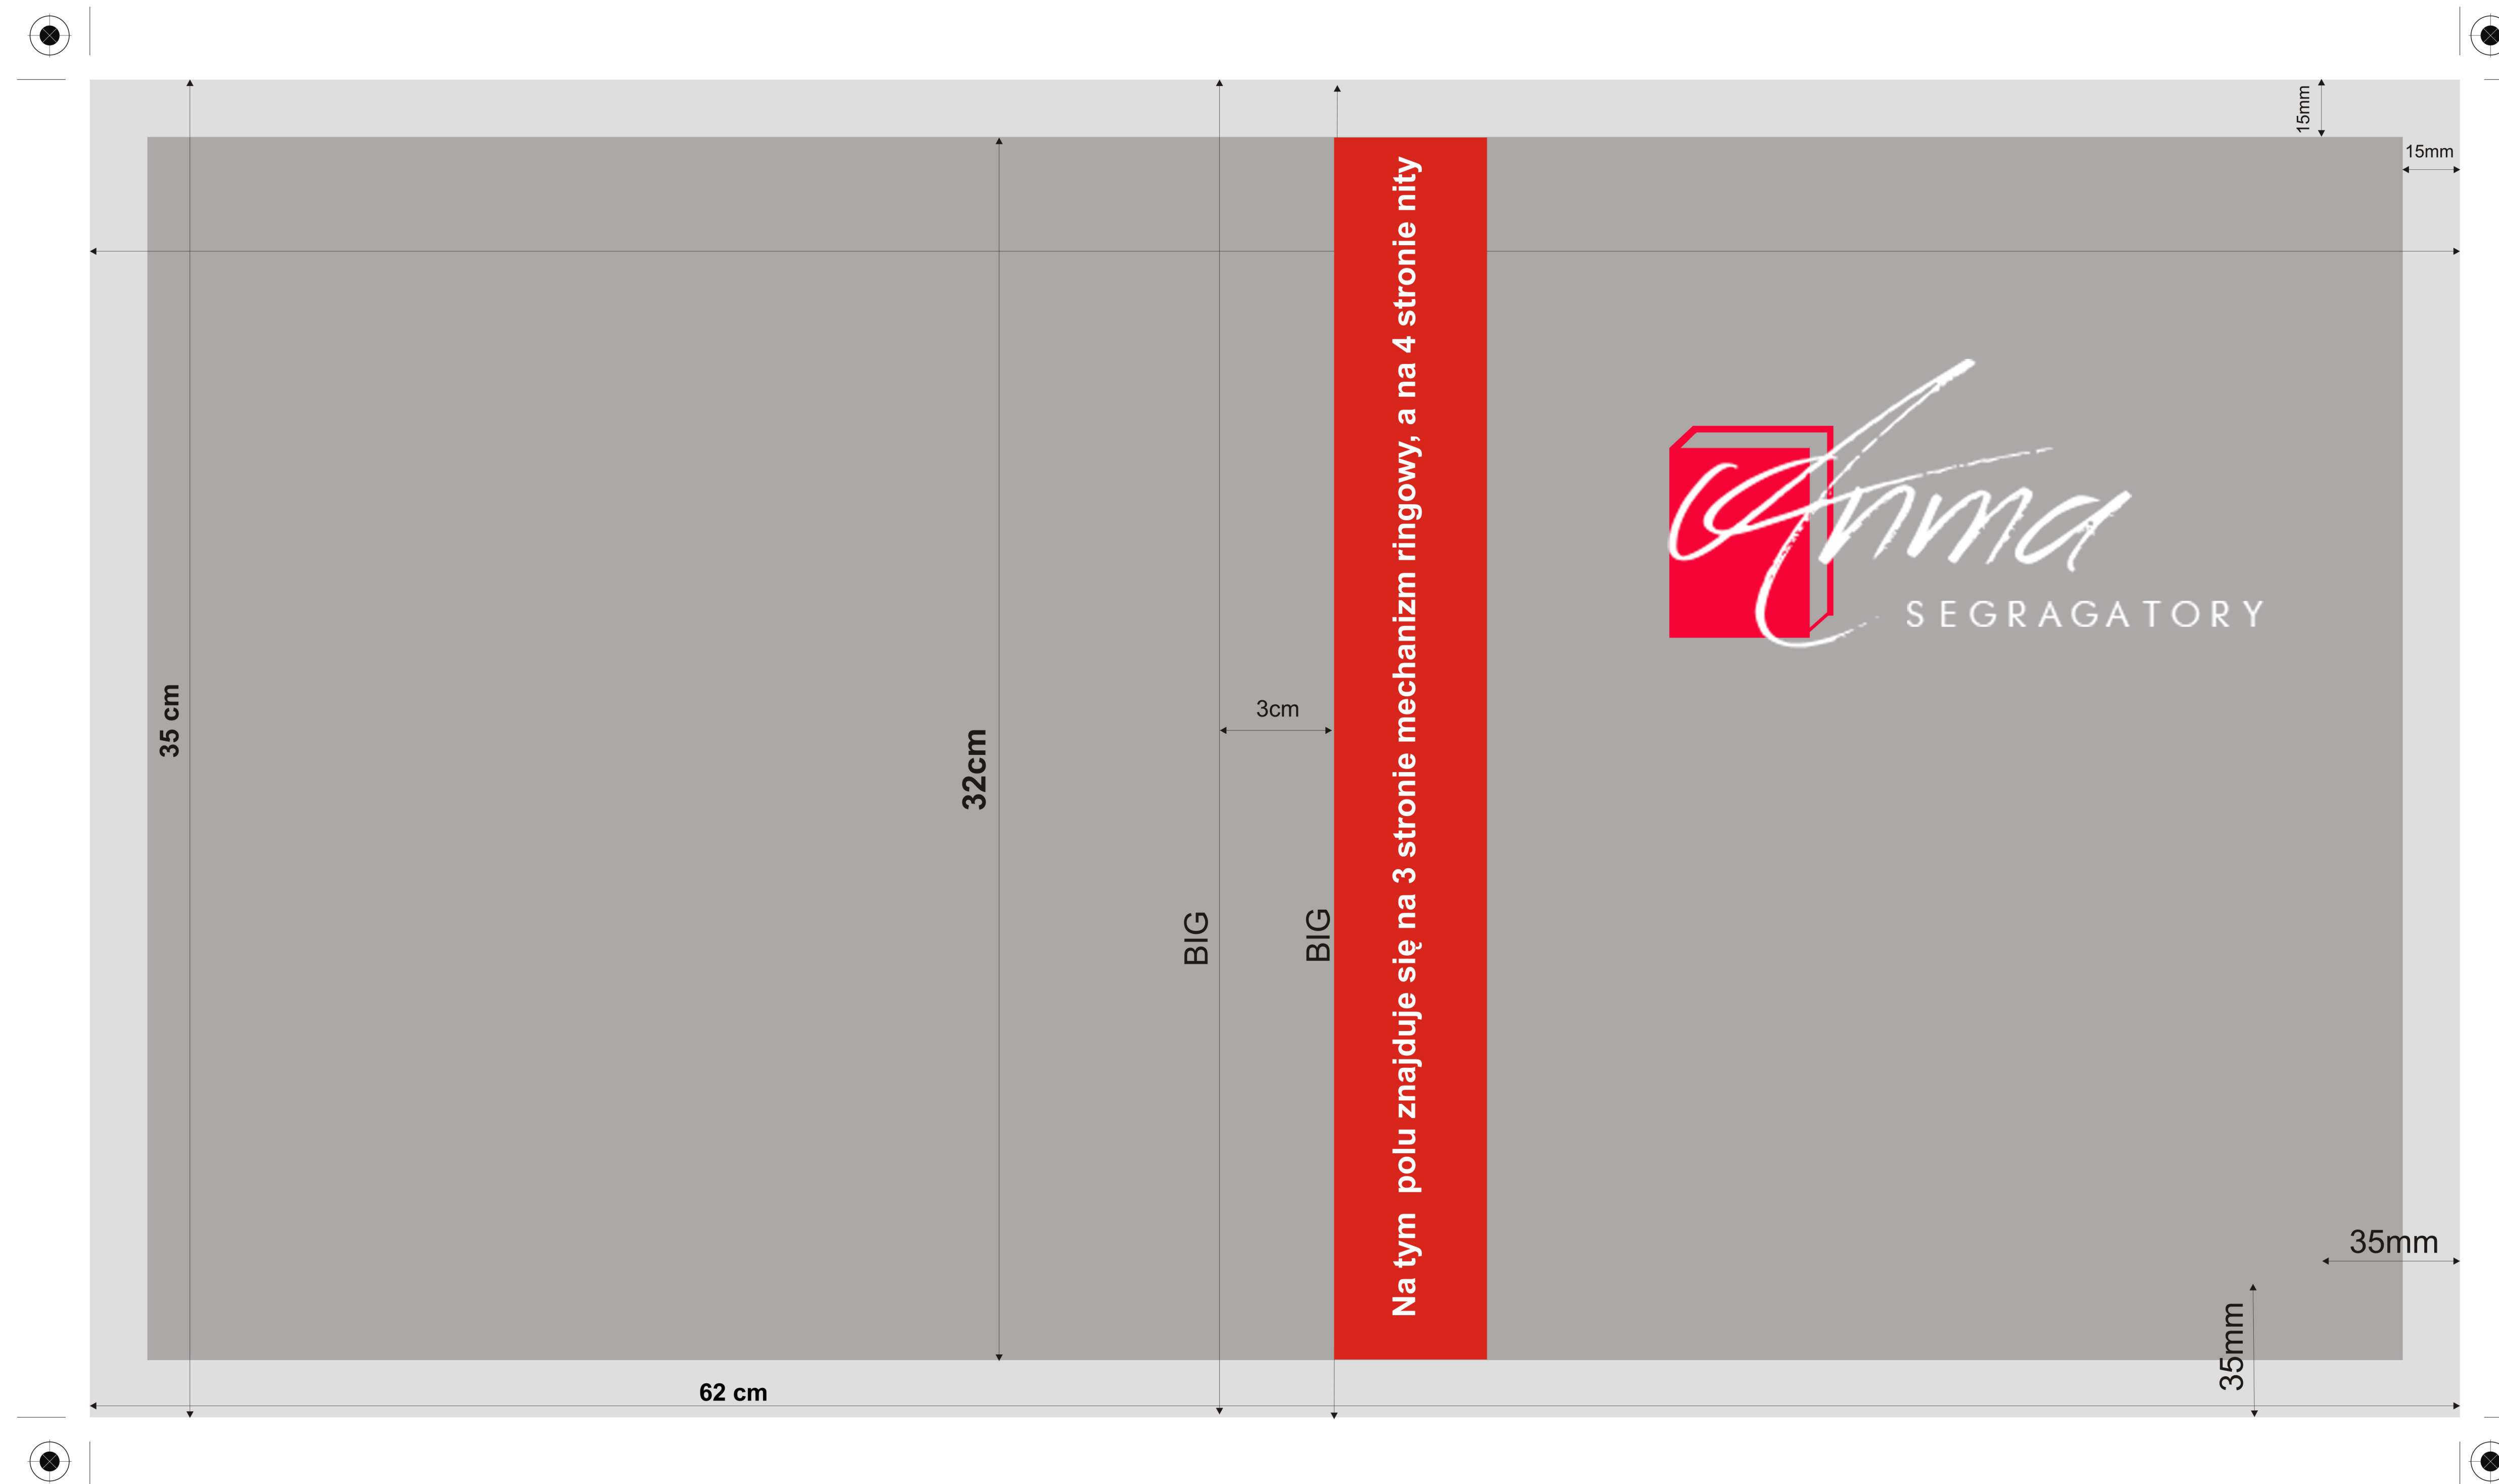 15mm
15mm
Anma
SEGRAGATORY
35 cm
32cm
3cm
BIG
BIG
Na tym  polu znajduje się na 3 stronie mechanizm ringowy, a na 4 stronie nity
35mm
35mm
62 cm